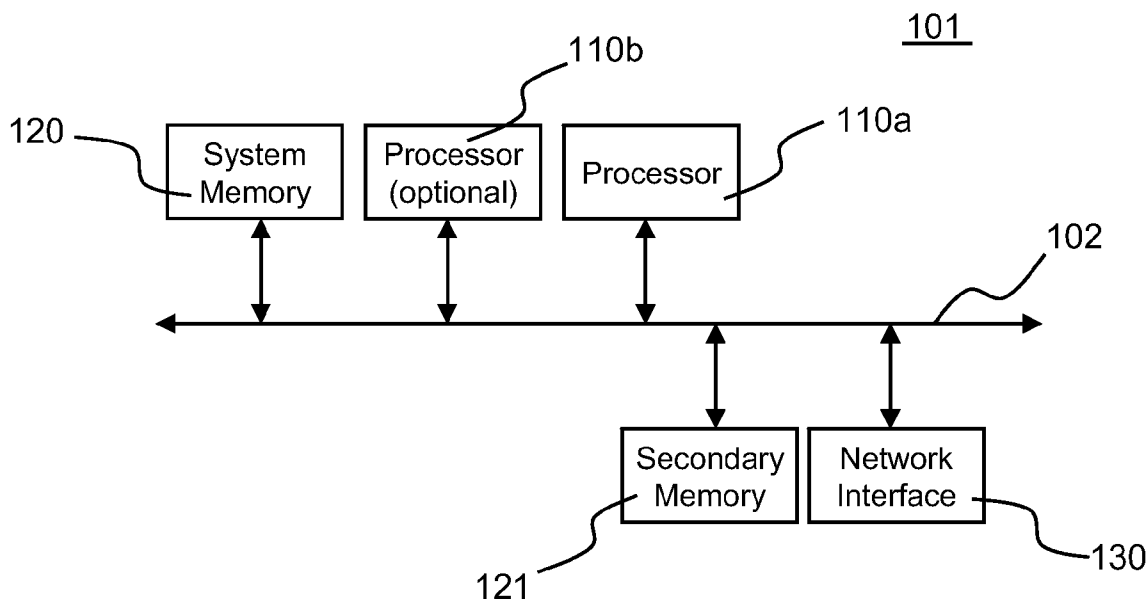 101
110b
110a
120
System
Memory
Processor
(optional)
Processor
102
Secondary
Memory
Network
Interface
121
130